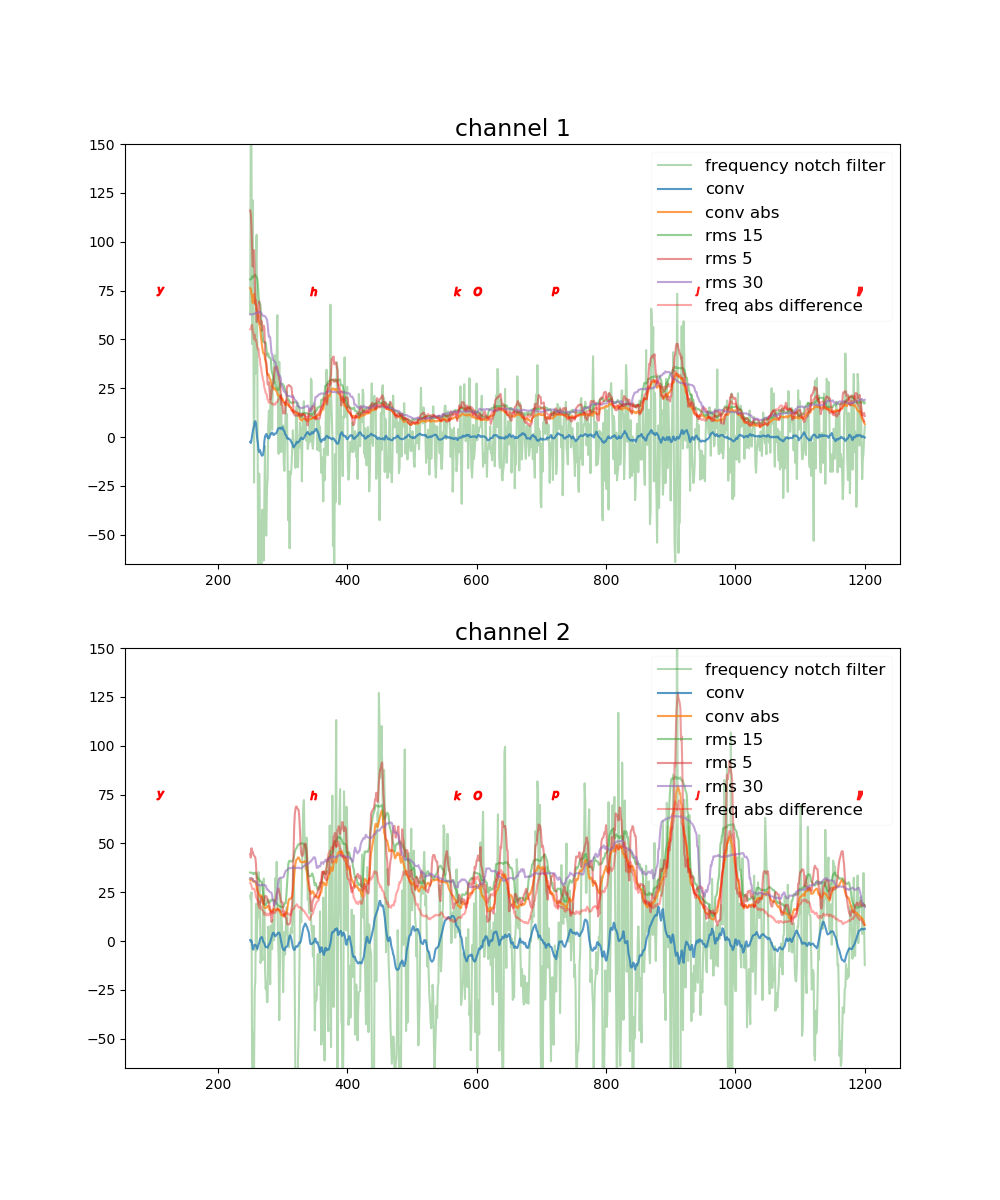 channel 1
150
125
100
75
50
25
0
−25
−50
frequency notch filter
conv
conv abs
rms 15
rms 5
rms 30
freq abs difference
y h k O p j
200 400 600 800 1000 1200
channel 2
150
125
100
75
50
25
0
−25
−50
frequency notch filter
conv
conv abs
rms 15
rms 5
rms 30
freq abs difference
y h k O p j
200 400 600 800 1000 1200